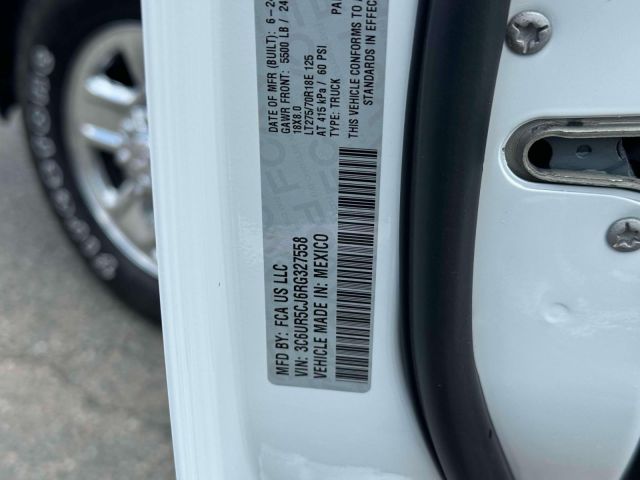 MFD BY: FCA US LLC
VIN: 3C6UR5CJ6RG327558
VEHICLE MADE IN: MEXICO
DATE OF MFR (BUILT): 6-2
GAWR FRONT: 5500 LB / 24
18X8.0
LT275/70R18E 125
AT 415 kPa / 60 PSI
TYPE: TRUCK
THIS VEHICLE CONFORMS TO A
STANDARDS IN EFFEC
PA